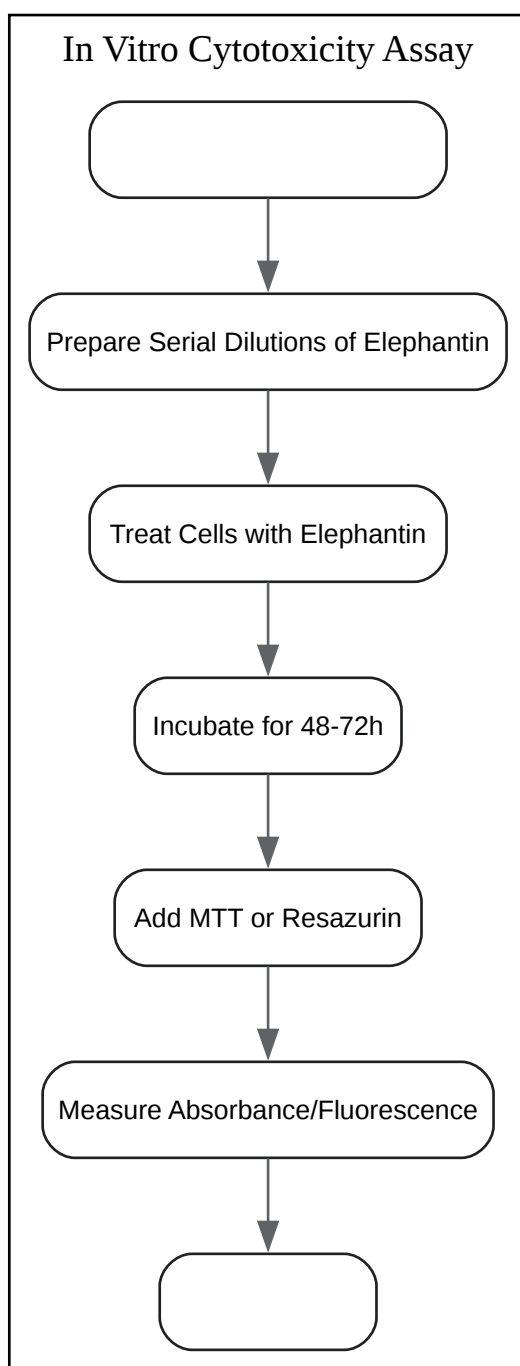 In Vitro Cytotoxicity Assay
Prepare Serial Dilutions of Elephantin
Treat Cells with Elephantin
Incubate for 48-72h
Add MTT or Resazurin
Measure Absorbance/Fluorescence